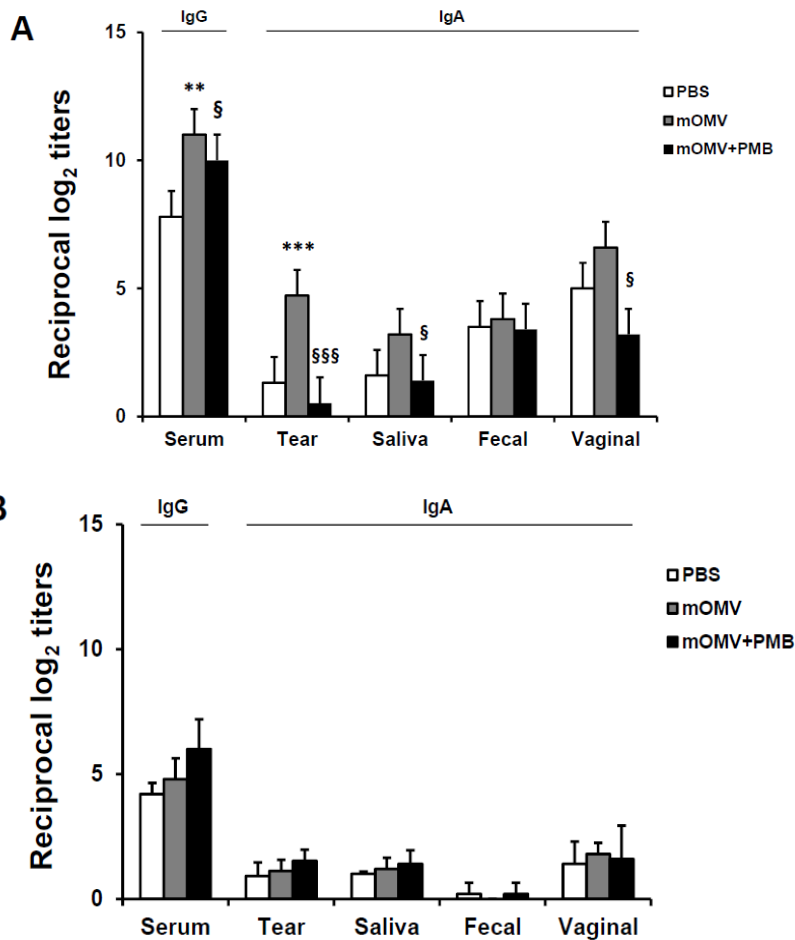 A
IgG IgA
15
10
5
0
Reciprocal log₂ titers
** §
***
§§§
§
§
PBS
mOMV
mOMV+PMB
Serum Tear Saliva Fecal Vaginal
B
IgG IgA
15
10
5
0
Reciprocal log₂ titers
PBS
mOMV
mOMV+PMB
Serum Tear Saliva Fecal Vaginal